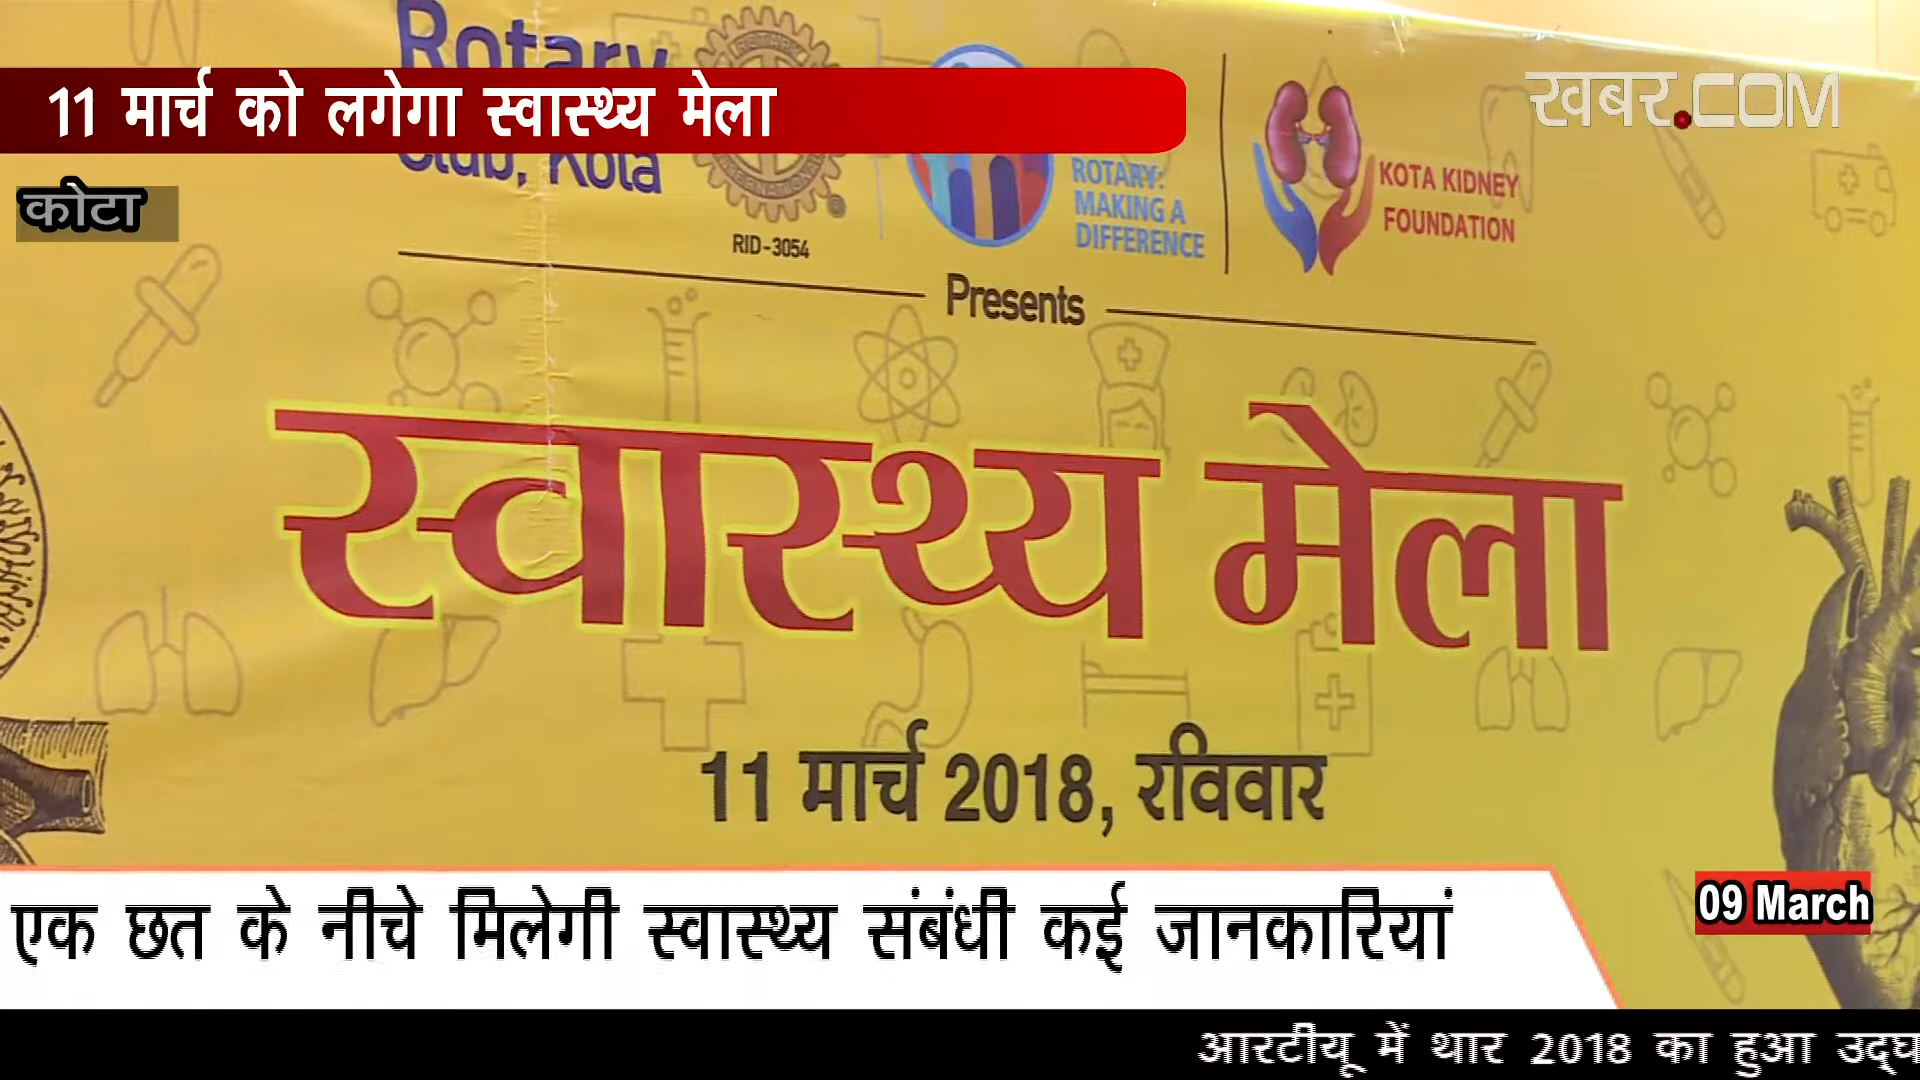 Rotary
11 मार्च को लगेगा स्वास्थ्य मेला
खबर.COM
Club, Kota
कोटा
RID-3054
ROTARY:
MAKING A
DIFFERENCE
KOTA KIDNEY
FOUNDATION
Presents
स्वास्थ्य मेला
11 मार्च 2018, रविवार
09 March
एक छत के नीचे मिलेगी स्वास्थ्य संबंधी कई जानकारियां
आरटीयू में थार 2018 का हुआ